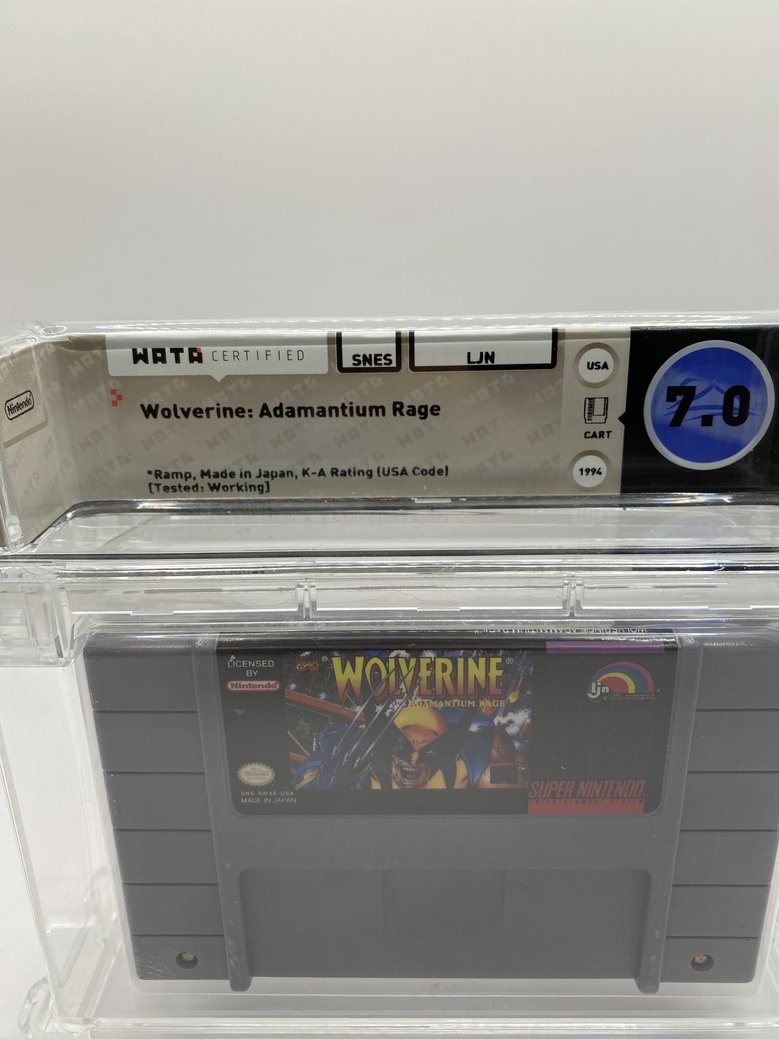 WATA CERTIFIED
SNES
LJN
USA
Nintendo
7.0
Wolverine: Adamantium Rage
CART
*Ramp, Made in Japan, K-A Rating (USA Code)
[Tested: Working]
1994
LICENSED
BY
Nintendo
WOLVERINE
ADAMANTIUM RAGE
Ljn
SNS-AWXE-USA
MADE IN JAPAN
SUPER NINTENDO
ENTERTAINMENT SYSTEM